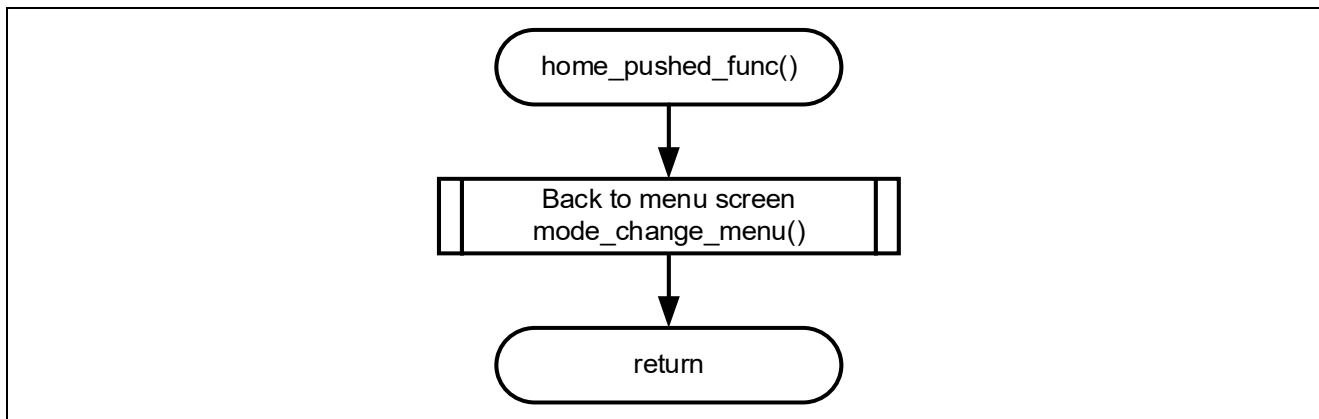 home_pushed_func()
Back to menu screen
mode_change_menu()
return